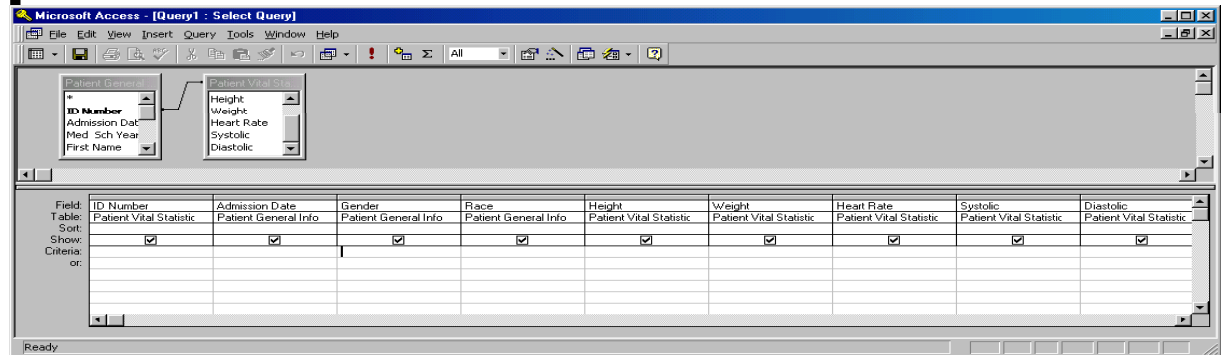 Microsoft Access - [Query1 : Select Query]
File Edit View Insert Query Tools Window Help
All
Patient General Patient Vital Sta...
* Height
ID Number Weight
Admission Dat Heart Rate
Med Sch Year Systolic
First Name Diastolic
Field: ID Number Admission Date Gender Race Height Weight Heart Rate Systolic Diastolic
Table: Patient Vital Statistic Patient General Info Patient General Info Patient General Info Patient Vital Statistic Patient Vital Statistic Patient Vital Statistic Patient Vital Statistic Patient Vital Statistic
Sort:
Show:
Criteria:
or:
Ready